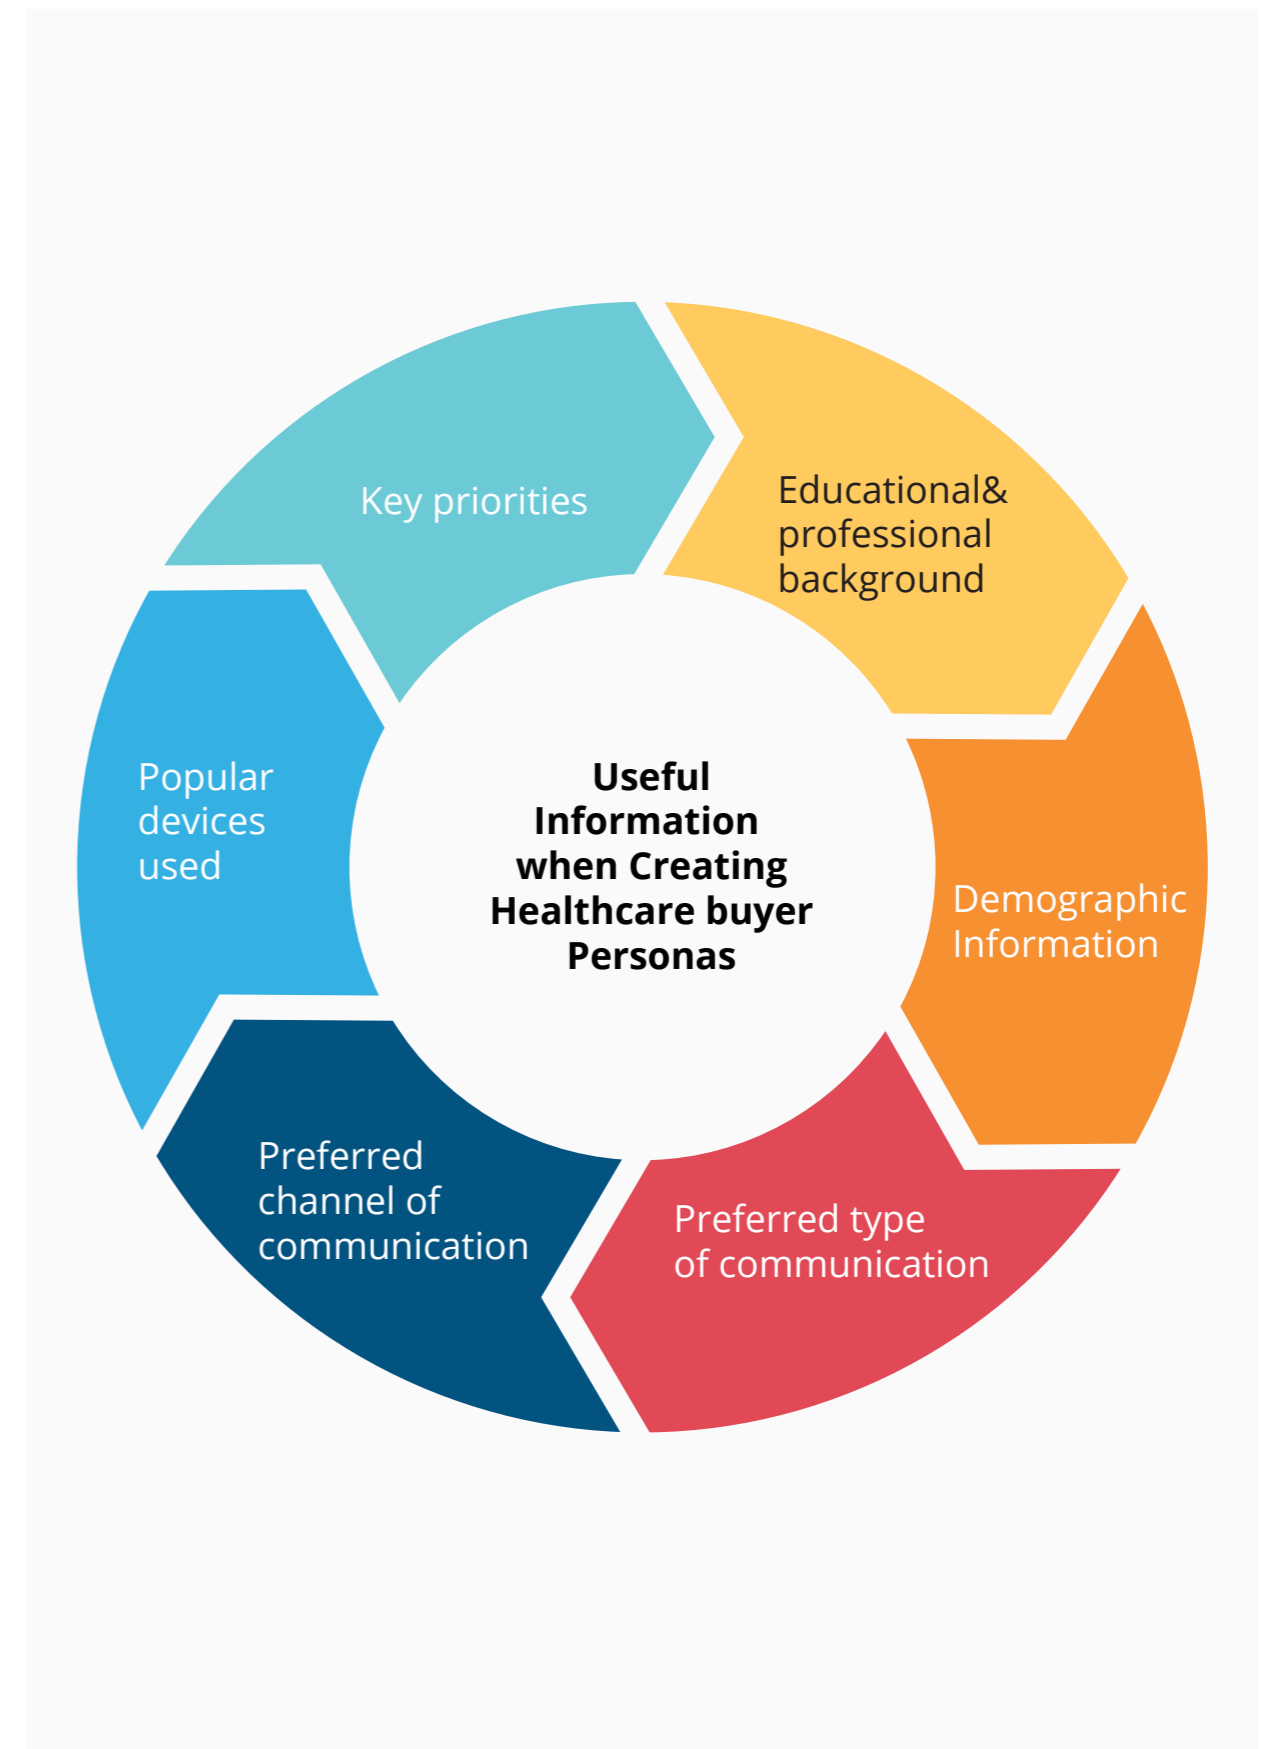 Key priorities
Educational&
professional
background
Popular
devices
used
Useful
Information
when Creating
Healthcare buyer
Personas
Demographic
Information
Preferred
channel of
communication
Preferred type
of communication